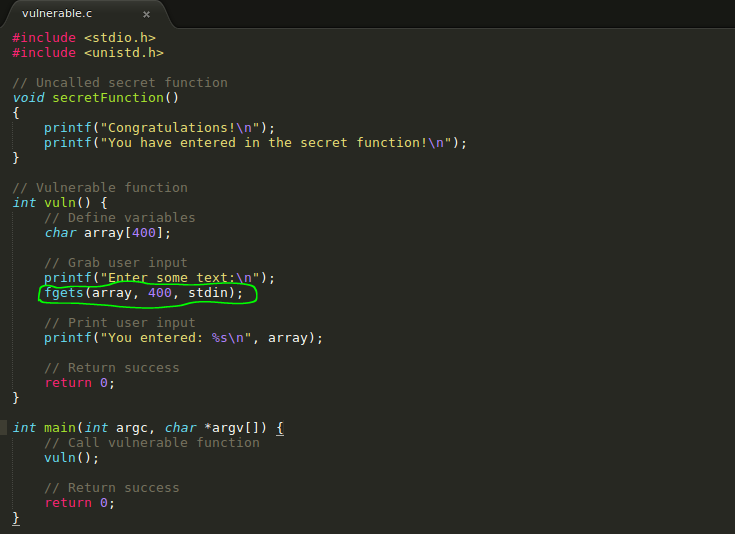 vulnerable.c ×
#include <stdio.h>
#include <unistd.h>
// Uncalled secret function
void secretFunction()
{
printf("Congratulations!\n");
printf("You have entered in the secret function!\n");
}
// Vulnerable function
int vuln() {
// Define variables
char array[400];
// Grab user input
printf("Enter some text:\n");
fgets(array, 400, stdin);
// Print user input
printf("You entered: %s\n", array);
// Return success
return 0;
}
int main(int argc, char *argv[]) {
// Call vulnerable function
vuln();
// Return success
return 0;
}